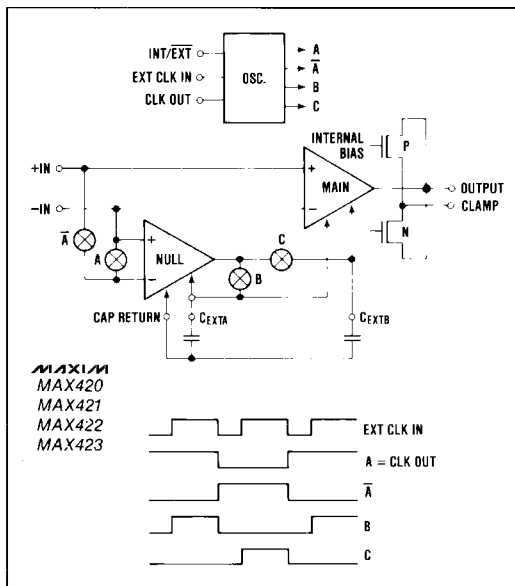 INT/EXT
EXT CLK IN
CLK OUT
OSC.
A
A
B
C
INTERNAL
BIAS
P
+IN
−IN
+
−
MAIN
OUTPUT
CLAMP
N
A
A
+
−
NULL
C
B
CAP RETURN
CEXTA
CEXTB
MAXIM
MAX420
MAX421
MAX422
MAX423
EXT CLK IN
A = CLK OUT
A
B
C